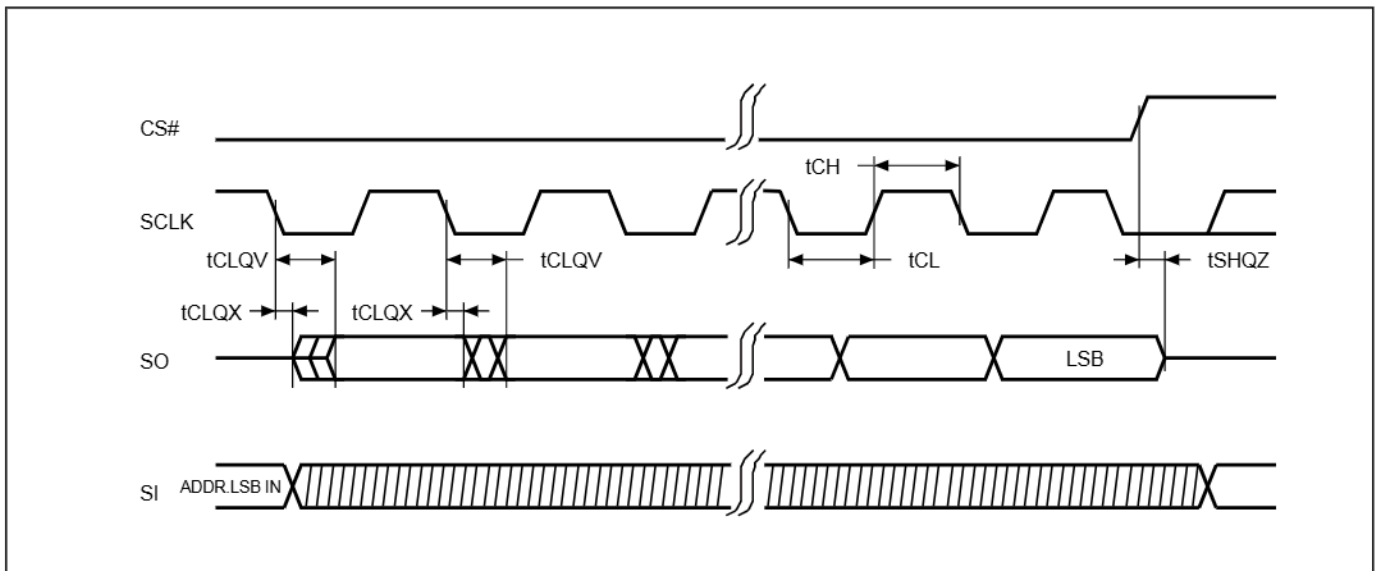 CS#
tCH
SCLK
tCLQV
tCLQV
tCL
tSHQZ
tCLQX
tCLQX
SO
LSB
SI
ADDR.LSB IN